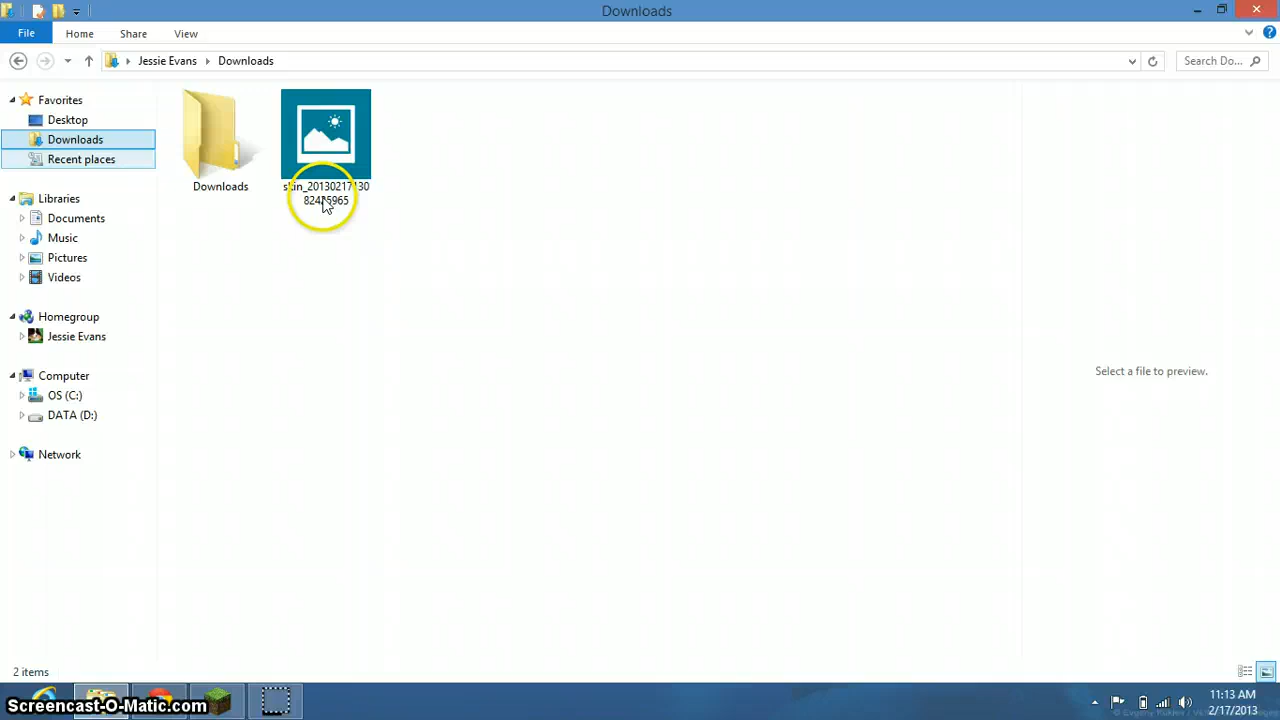 Downloads
File Home Share View
Jessie Evans Downloads Search Do...
Favorites
Desktop
Downloads
Recent places
Libraries
Documents
Music
Pictures
Videos
Homegroup
Jessie Evans
Computer
OS (C:)
DATA (D:)
Network
Downloads
skin_20130217130
82435965
Select a file to preview.
2 items
11:13 AM
2/17/2013
Screencast-O-Matic.com